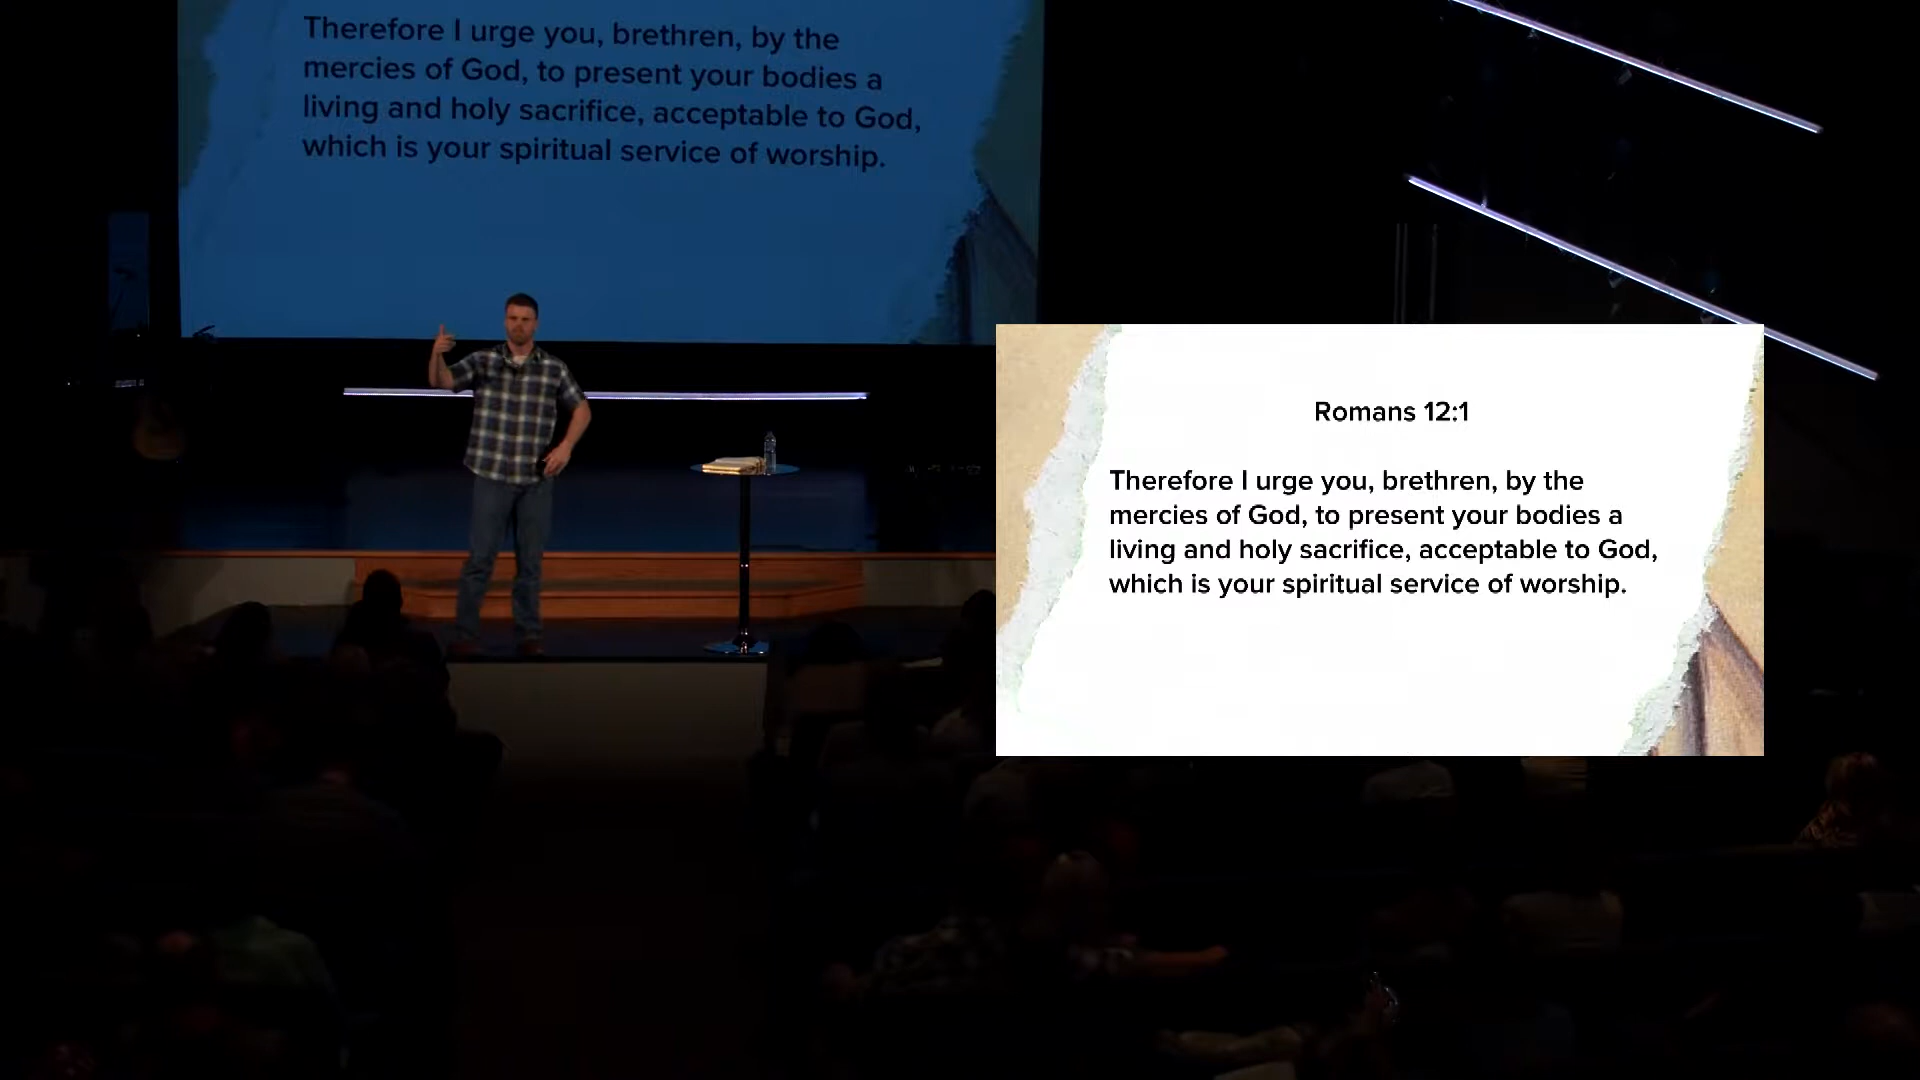 Therefore I urge you, brethren, by the
mercies of God, to present your bodies a
living and holy sacrifice, acceptable to God,
which is your spiritual service of worship.
Romans 12:1
Therefore I urge you, brethren, by the
mercies of God, to present your bodies a
living and holy sacrifice, acceptable to God,
which is your spiritual service of worship.